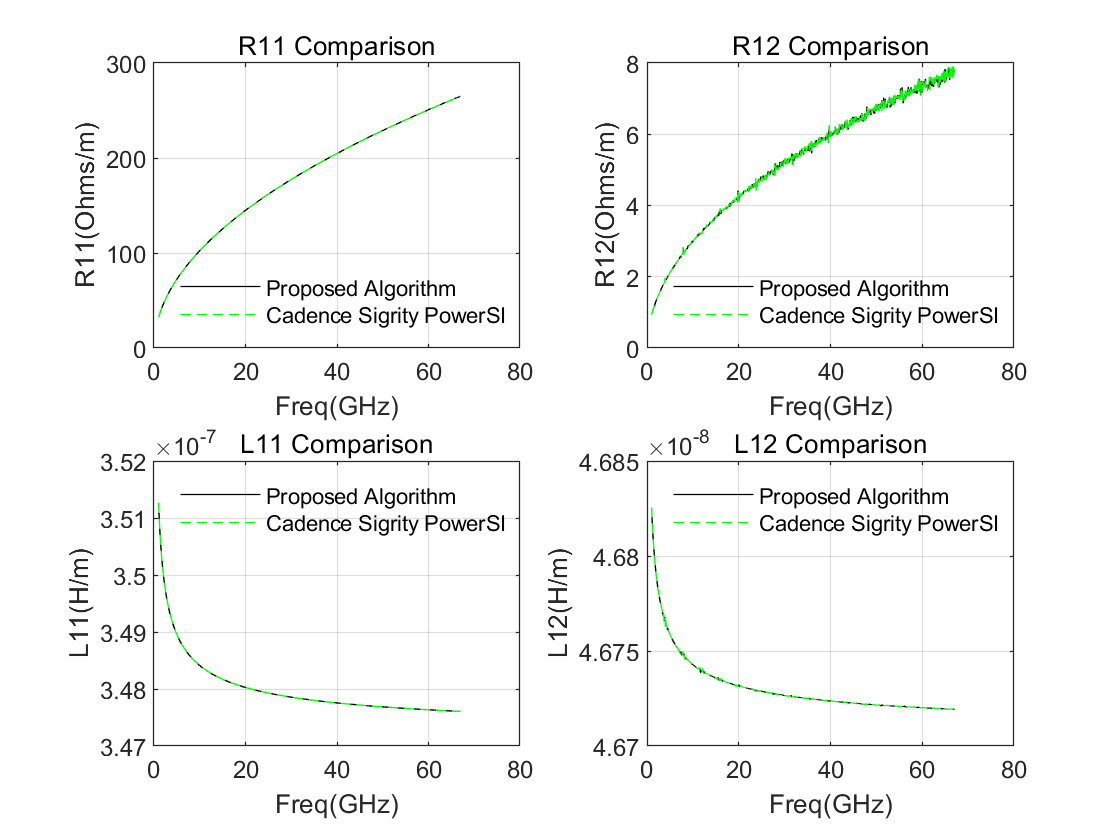 R11 Comparison
300
200
100
0
R11(Ohms/m)
Proposed Algorithm
Cadence Sigrity PowerSI
0 20 40 60 80
Freq(GHz)
R12 Comparison
8
6
4
2
0
R12(Ohms/m)
Proposed Algorithm
Cadence Sigrity PowerSI
0 20 40 60 80
Freq(GHz)
×10⁻⁷ L11 Comparison
3.52
3.51
3.5
3.49
3.48
3.47
L11(H/m)
Proposed Algorithm
Cadence Sigrity PowerSI
0 20 40 60 80
Freq(GHz)
×10⁻⁸ L12 Comparison
4.685
4.68
4.675
4.67
L12(H/m)
Proposed Algorithm
Cadence Sigrity PowerSI
0 20 40 60 80
Freq(GHz)